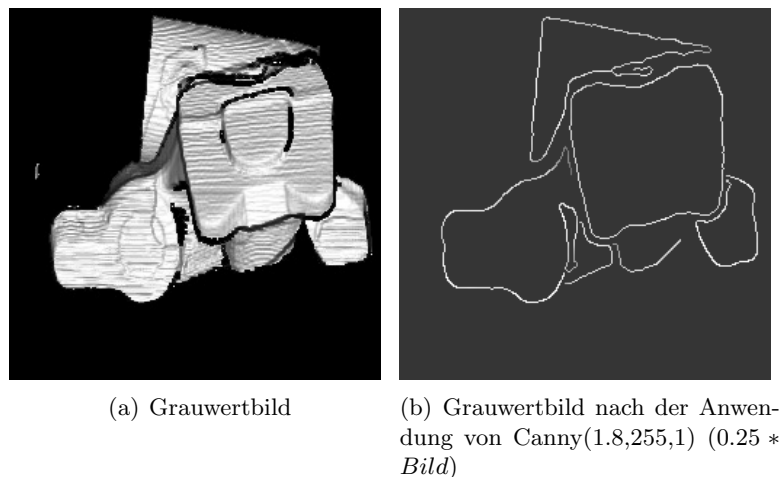 (a) Grauwertbild
(b) Grauwertbild nach der Anwen-
dung von Canny(1.8,255,1) (0.25 ∗
Bild)